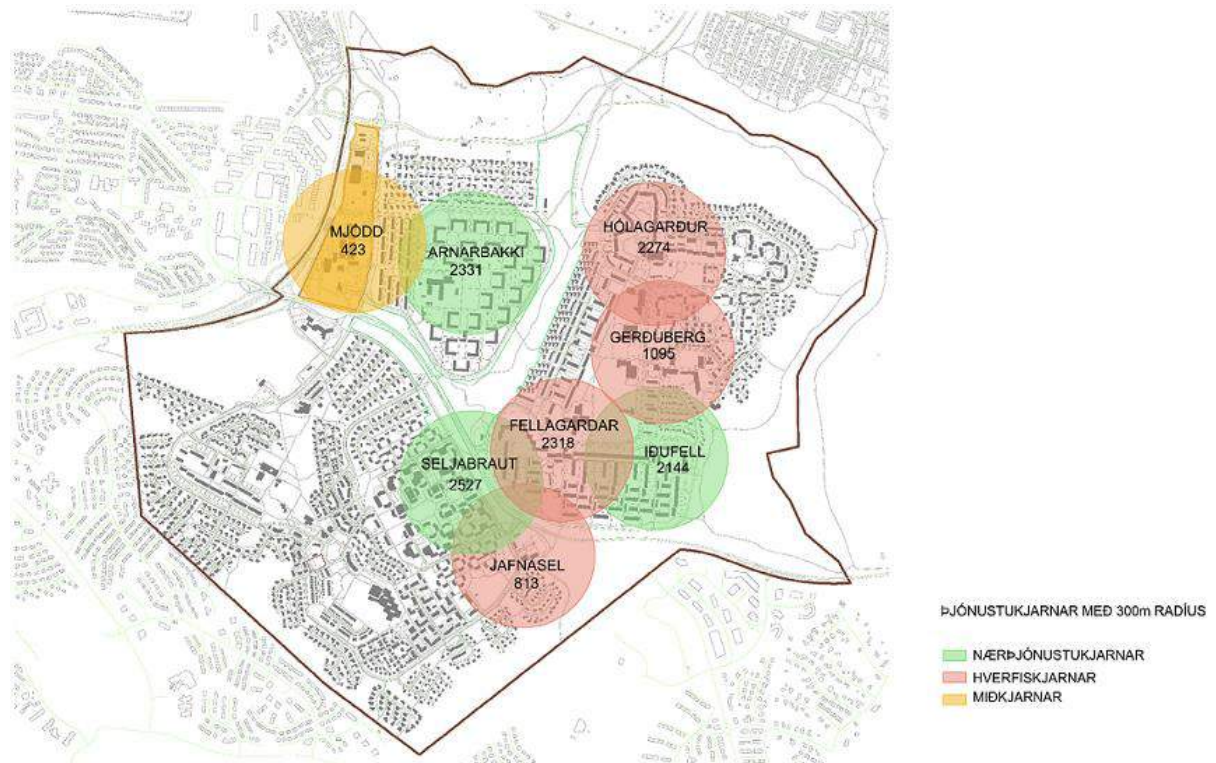 MJÓDD
423
ARNARBAKKI
2331
HÓLAGARÐUR
2274
GERÐUBERG
1095
FELLAGARDAR
2318
IÐUFELL
2144
SELJABRAUT
2527
JAFNASEL
813
ÞJÓNUSTUKJARNAR MEÐ 300m RADÍUS
NÆRÞJÓNUSTUKJARNAR
HVERFISKJARNAR
MIÐKJARNAR